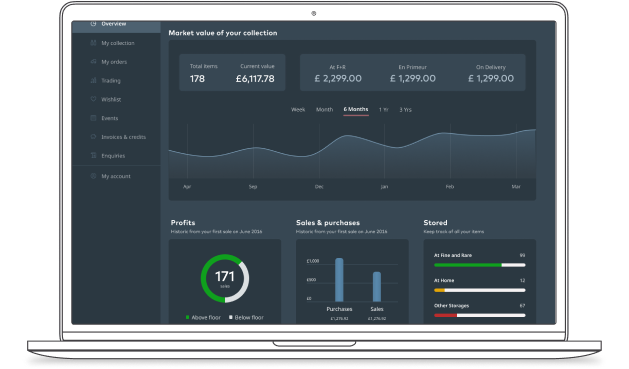 Overview
My collection
My orders
Trading
Wishlist
Events
Invoices & credits
Enquiries
My account
Market value of your collection
Total items
178
Current value
£6,117.78
At F+R
£ 2,299.00
En Primeur
£ 1,299.00
On Delivery
£ 1,299.00
Week Month 6 Months 1 Yr 3 Yrs
Apr Sep Dec Jan Feb Mar
Profits
Historic from your first sale on June 2016
171
sales
Above floor Below floor
Sales & purchases
Historic from your first sale on June 2016
£1,000
£500
£0
Purchases Sales
£1,276.92 £1,276.92
Stored
Keep track of all your items
At Fine and Rare 99
At Home 12
Other Storages 67